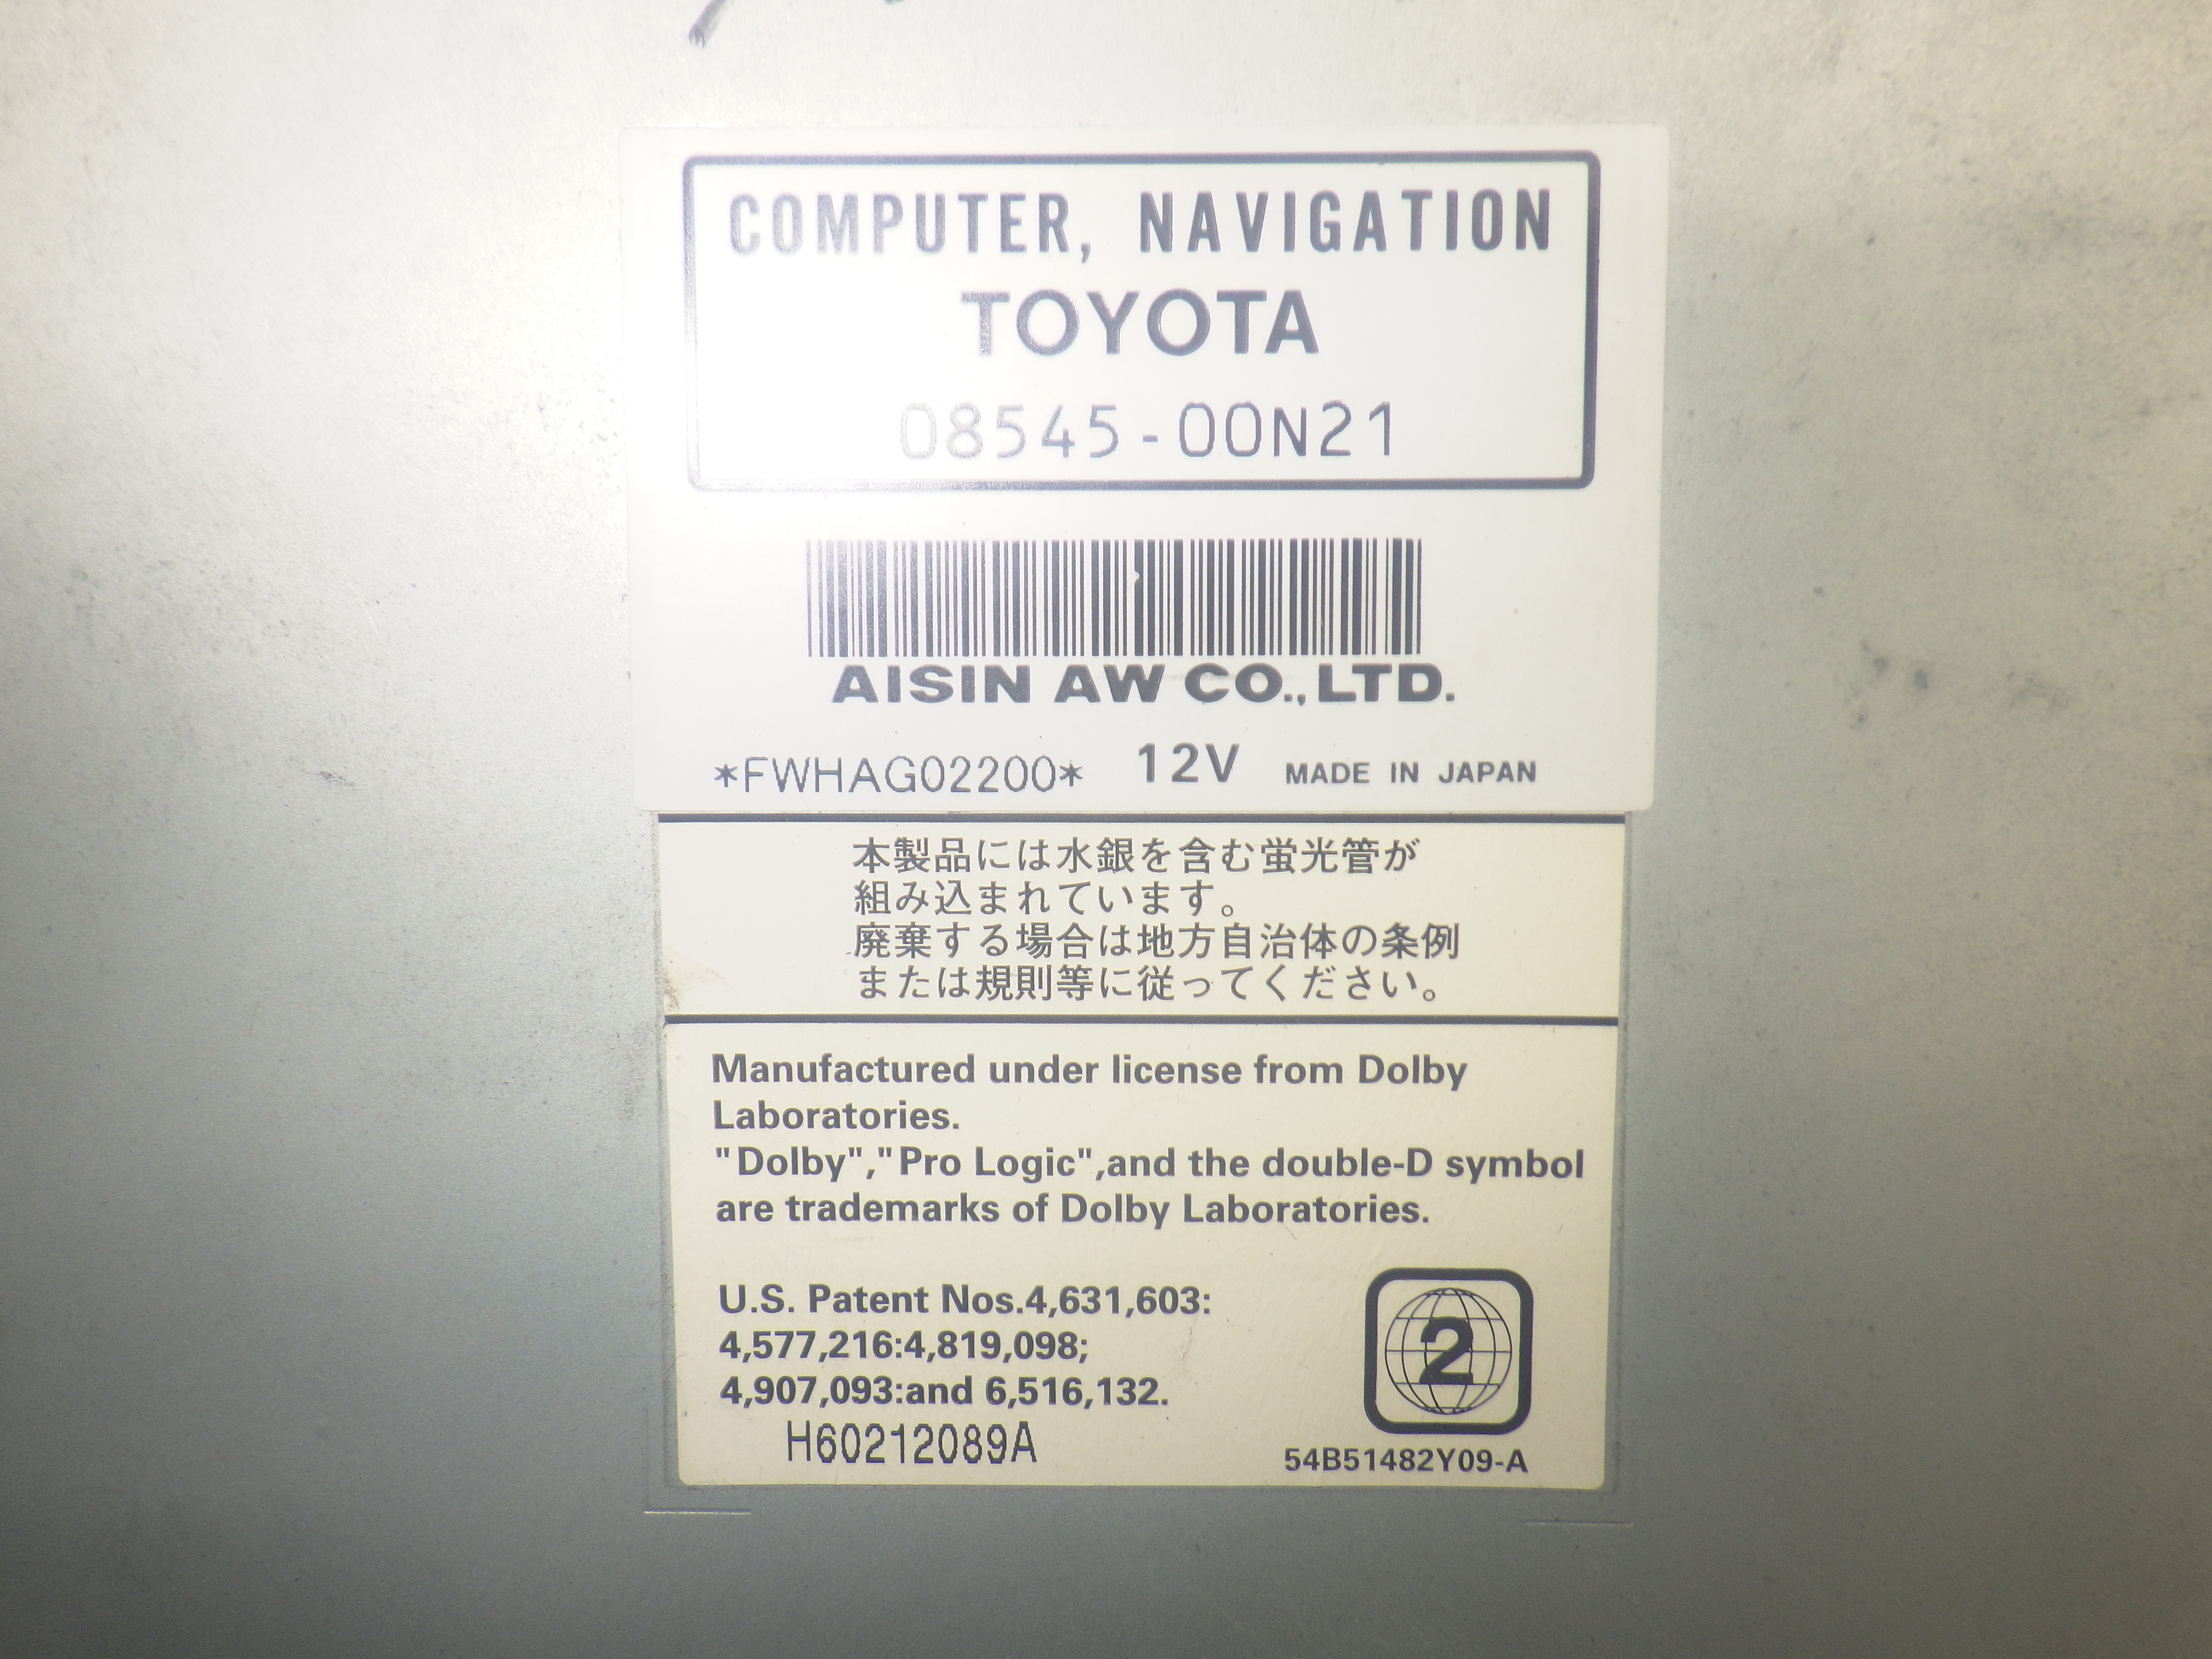 COMPUTER, NAVIGATION
TOYOTA
08545-00N21
AISIN AW CO.,LTD.
*FWHAG02200* 12V MADE IN JAPAN
本製品には水銀を含む蛍光管が
組み込まれています。
廃棄する場合は地方自治体の条例
または規則等に従ってください。
Manufactured under license from Dolby
Laboratories.
"Dolby","Pro Logic",and the double-D symbol
are trademarks of Dolby Laboratories.
U.S. Patent Nos.4,631,603:
4,577,216:4,819,098;
4,907,093:and 6,516,132.
2
H60212089A
54B51482Y09-A